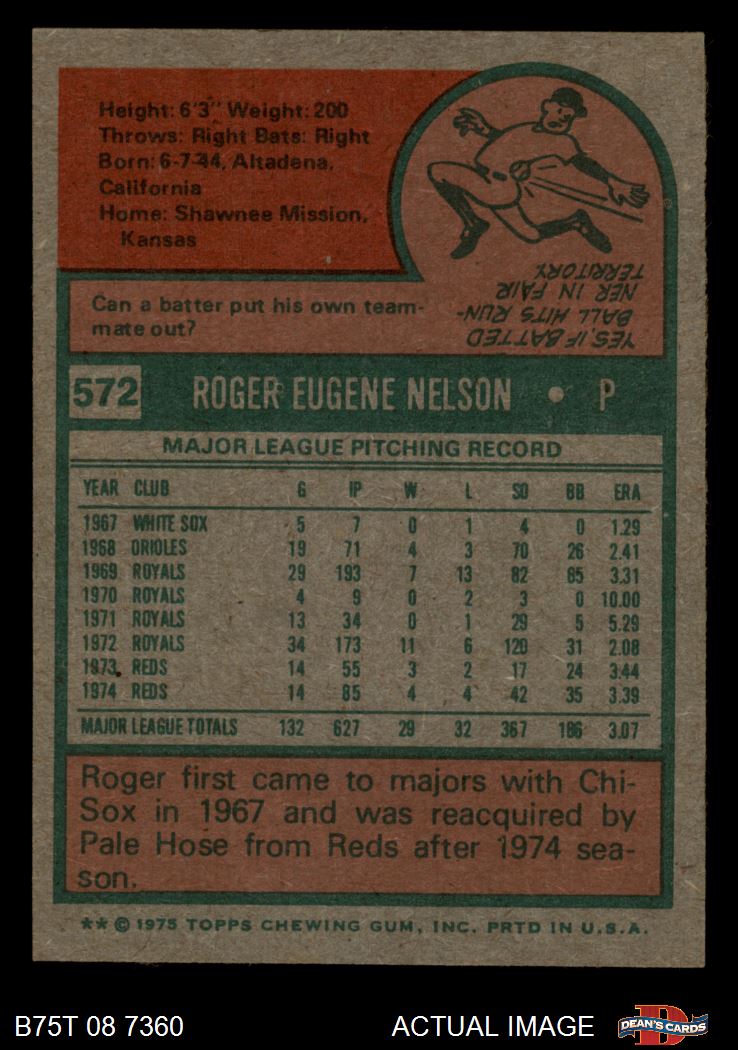 Height: 6'3" Weight: 200
Throws: Right Bats: Right
Born: 6-7-44, Altadena,
California
Home: Shawnee Mission,
Kansas
Can a batter put his own team-
mate out?
YES, IF BATTED
BALL HITS RUN-
NER IN FAIR
TERRITORY.
572 ROGER EUGENE NELSON • P
MAJOR LEAGUE PITCHING RECORD
YEAR CLUB G IP W L SO BB ERA
1967 WHITE SOX 5 7 0 1 4 0 1.29
1968 ORIOLES 19 71 4 3 70 26 2.41
1969 ROYALS 29 193 7 13 82 65 3.31
1970 ROYALS 4 9 0 2 3 0 10.00
1971 ROYALS 13 34 0 1 29 5 5.29
1972 ROYALS 34 173 11 6 120 31 2.08
1973 REDS 14 55 3 2 17 24 3.44
1974 REDS 14 85 4 4 42 35 3.39
MAJOR LEAGUE TOTALS 132 627 29 32 367 186 3.07
Roger first came to majors with Chi-
Sox in 1967 and was reacquired by
Pale Hose from Reds after 1974 sea-
son.
** © 1975 TOPPS CHEWING GUM, INC. PRTD IN U.S.A.
B75T 08 7360 ACTUAL IMAGE D DEAN'S CARDS